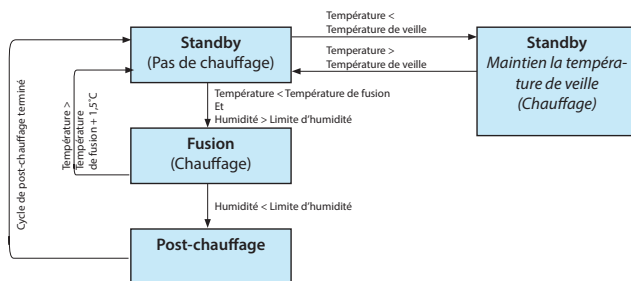 Standby
(Pas de chauffage)
Température <
Température de veille
Temperature >
Température de veille
Standby
Maintien la tempéra-
ture de veille
(Chauffage)
Température < Température de fusion
Et
Humidité > Limite d'humidité
Fusion
(Chauffage)
Température >
Température
de fusion + 1,5°C
Cycle de post-chauffage terminé
Humidité < Limite d'humidité
Post-chauffage